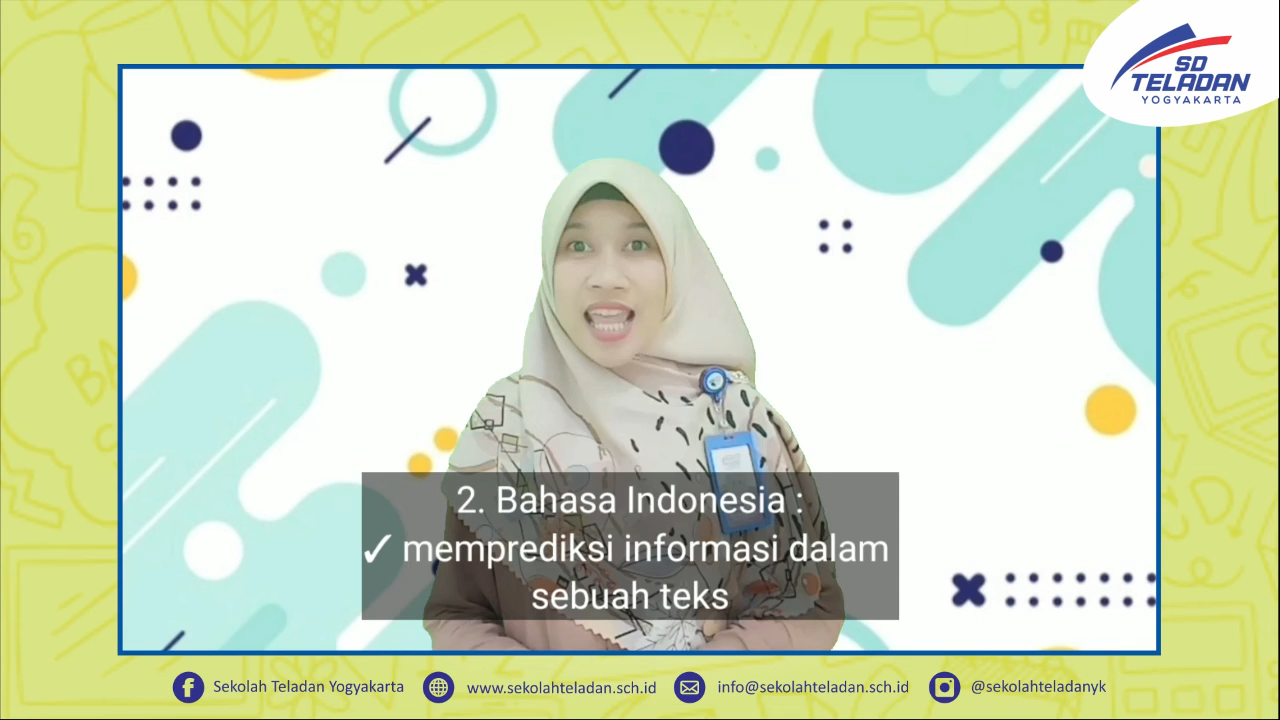 SD
TELADAN
YOGYAKARTA
2. Bahasa Indonesia :
✓ memprediksi informasi dalam
sebuah teks
Sekolah Teladan Yogyakarta
www.sekolahteladan.sch.id
info@sekolahteladan.sch.id
@sekolahteladanyk